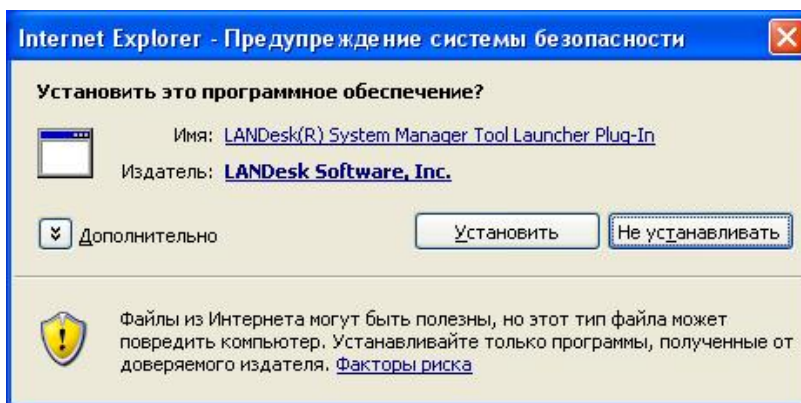 Internet Explorer - Предупреждение системы безопасности
Установить это программное обеспечение?
Имя: LANDesk(R) System Manager Tool Launcher Plug-In
Издатель: LANDesk Software, Inc.
Дополнительно
Установить
Не устанавливать
Файлы из Интернета могут быть полезны, но этот тип файла может
повредить компьютер. Устанавливайте только программы, полученные от
доверяемого издателя. Факторы риска